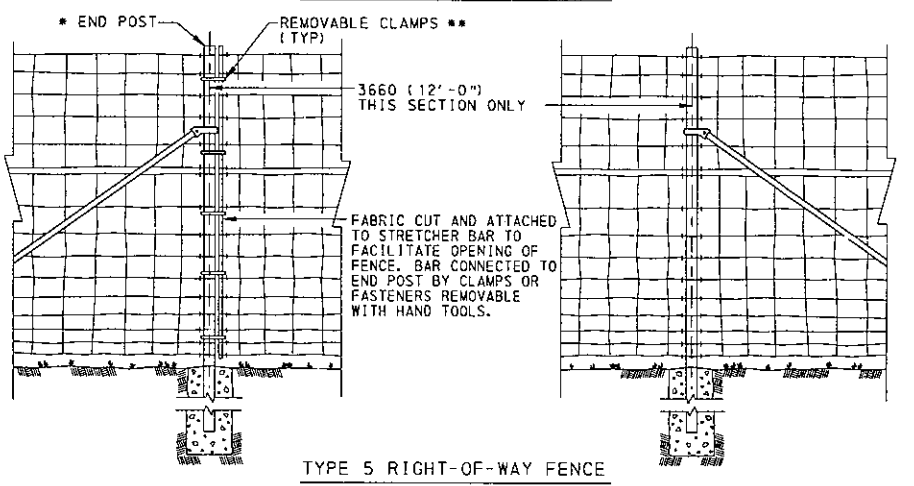 * END POST
REMOVABLE CLAMPS **
(TYP)
3660 (12'-0")
THIS SECTION ONLY
FABRIC CUT AND ATTACHED
TO STRETCHER BAR TO
FACILITATE OPENING OF
FENCE. BAR CONNECTED TO
END POST BY CLAMPS OR
FASTENERS REMOVABLE
WITH HAND TOOLS.
TYPE 5 RIGHT-OF-WAY FENCE